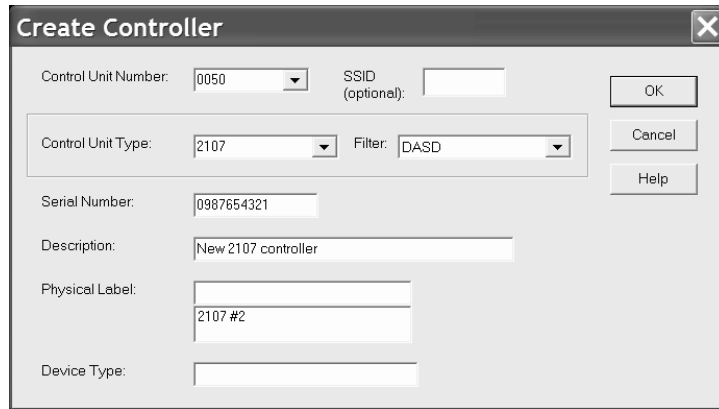 Create Controller
Control Unit Number: 0050 SSID (optional): OK
Control Unit Type: 2107 Filter: DASD Cancel
Help
Serial Number: 0987654321
Description: New 2107 controller
Physical Label:
2107 #2
Device Type: